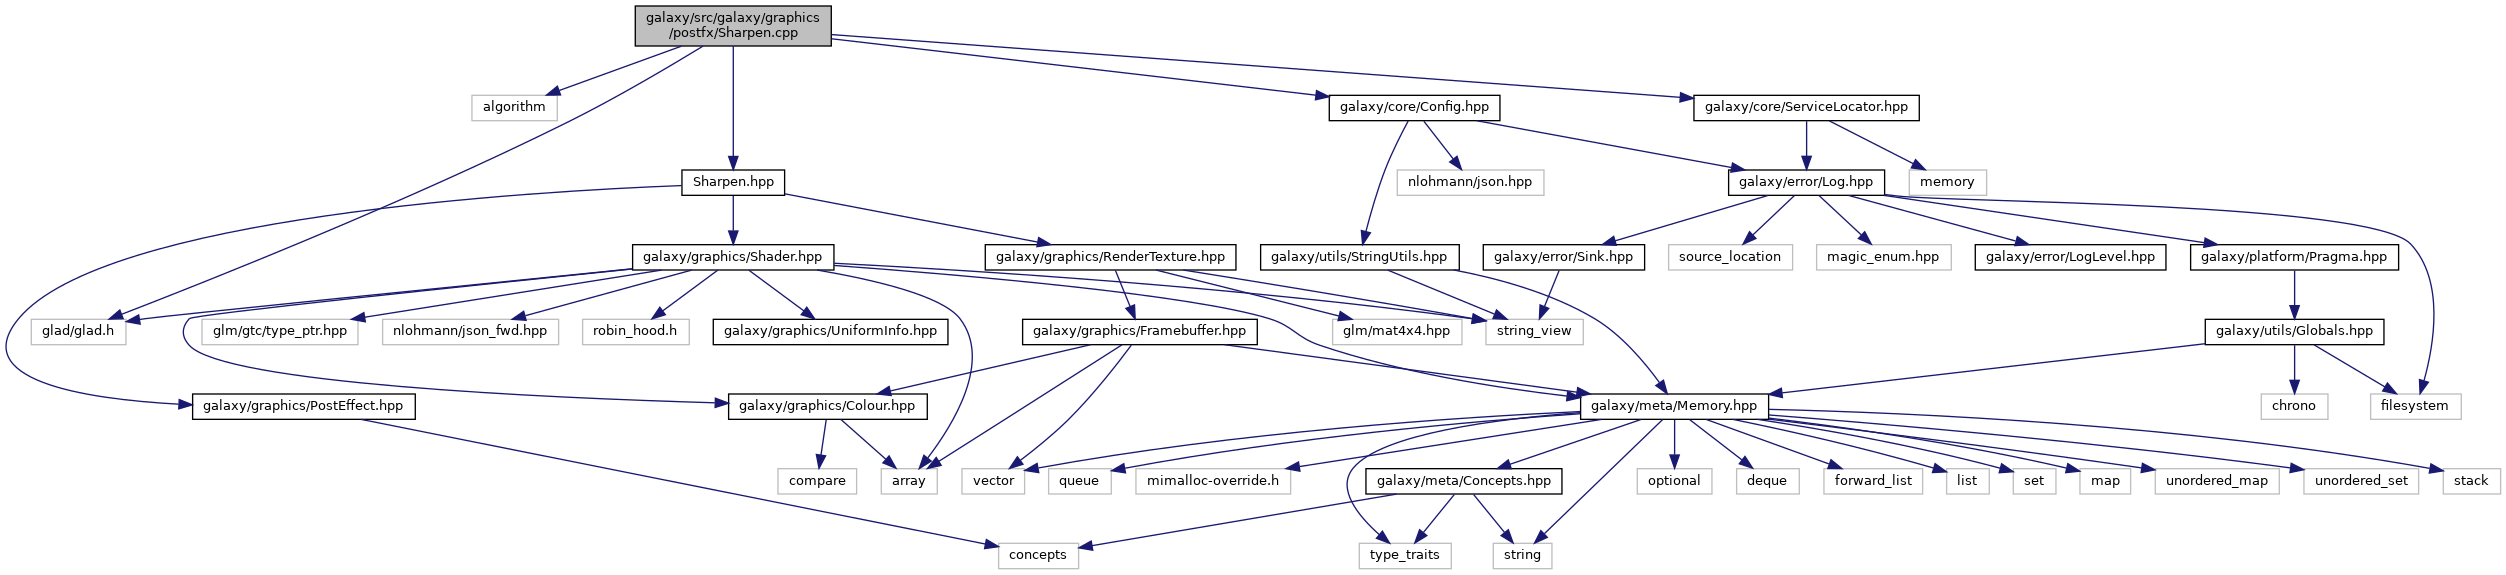 galaxy/src/galaxy/graphics
/postfx/Sharpen.cpp
algorithm
galaxy/core/Config.hpp
galaxy/core/ServiceLocator.hpp
Sharpen.hpp
nlohmann/json.hpp
galaxy/error/Log.hpp
memory
galaxy/graphics/Shader.hpp
galaxy/graphics/RenderTexture.hpp
galaxy/utils/StringUtils.hpp
galaxy/error/Sink.hpp
source_location
magic_enum.hpp
galaxy/error/LogLevel.hpp
galaxy/platform/Pragma.hpp
glad/glad.h
glm/gtc/type_ptr.hpp
nlohmann/json_fwd.hpp
robin_hood.h
galaxy/graphics/UniformInfo.hpp
galaxy/graphics/Framebuffer.hpp
glm/mat4x4.hpp
string_view
galaxy/utils/Globals.hpp
galaxy/graphics/PostEffect.hpp
galaxy/graphics/Colour.hpp
galaxy/meta/Memory.hpp
chrono
filesystem
compare
array
vector
queue
mimalloc-override.h
galaxy/meta/Concepts.hpp
optional
deque
forward_list
list
set
map
unordered_map
unordered_set
stack
concepts
type_traits
string